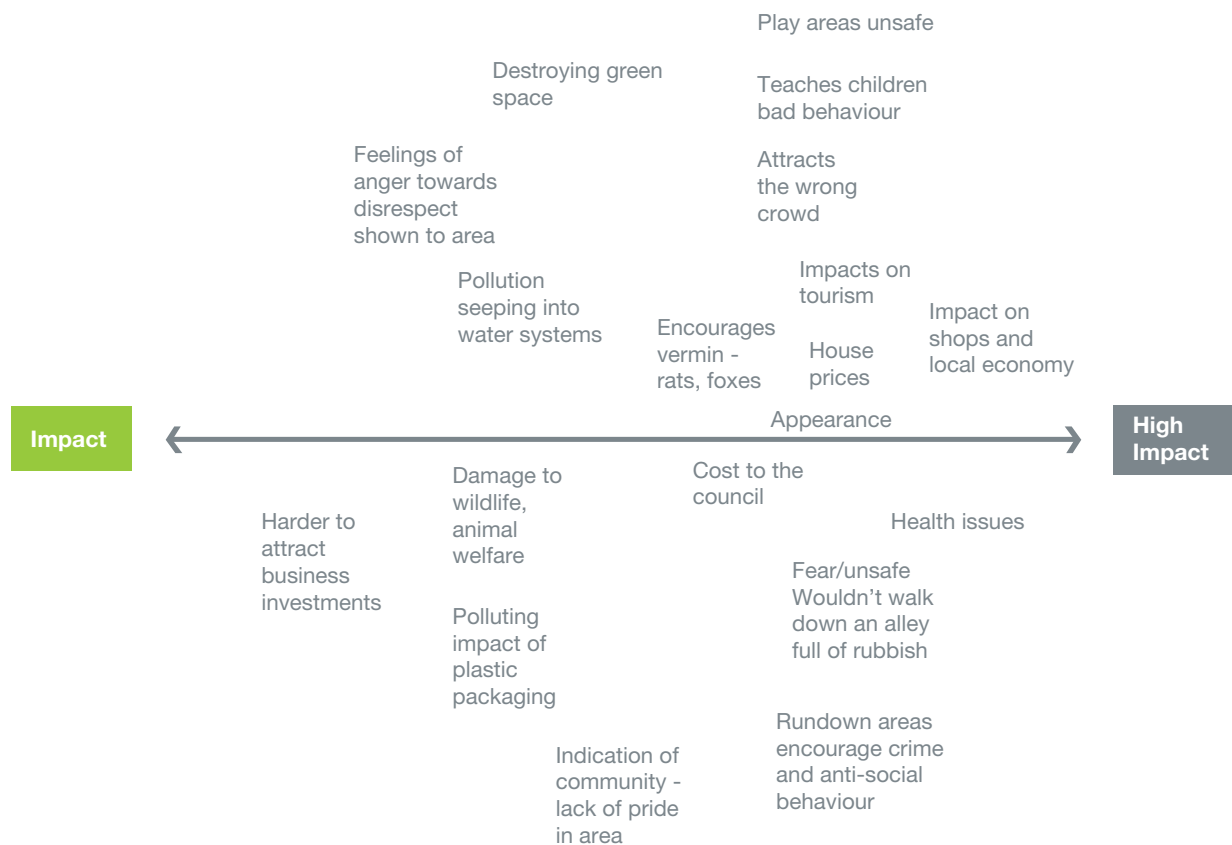 Play areas unsafe
Destroying green
space
Teaches children
bad behaviour
Feelings of
anger towards
disrespect
shown to area
Attracts
the wrong
crowd
Pollution
seeping into
water systems
Impacts on
tourism
Encourages
vermin -
rats, foxes
House
prices
Impact on
shops and
local economy
Appearance
Impact
High
Impact
Damage to
wildlife,
animal
welfare
Cost to the
council
Harder to
attract
business
investments
Health issues
Fear/unsafe
Wouldn’t walk
down an alley
full of rubbish
Polluting
impact of
plastic
packaging
Indication of
community -
lack of pride
in area
Rundown areas
encourage crime
and anti-social
behaviour